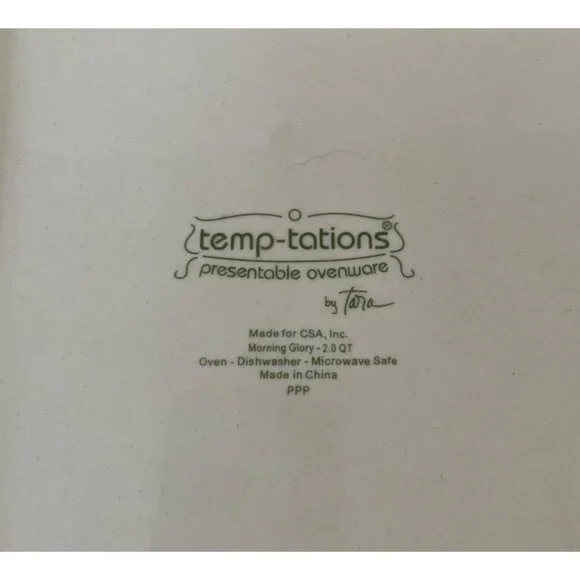 temp-tations®
presentable ovenware
by Tara
Made for CSA, Inc.
Morning Glory - 2.0 QT
Oven - Dishwasher - Microwave Safe
Made in China
PPP